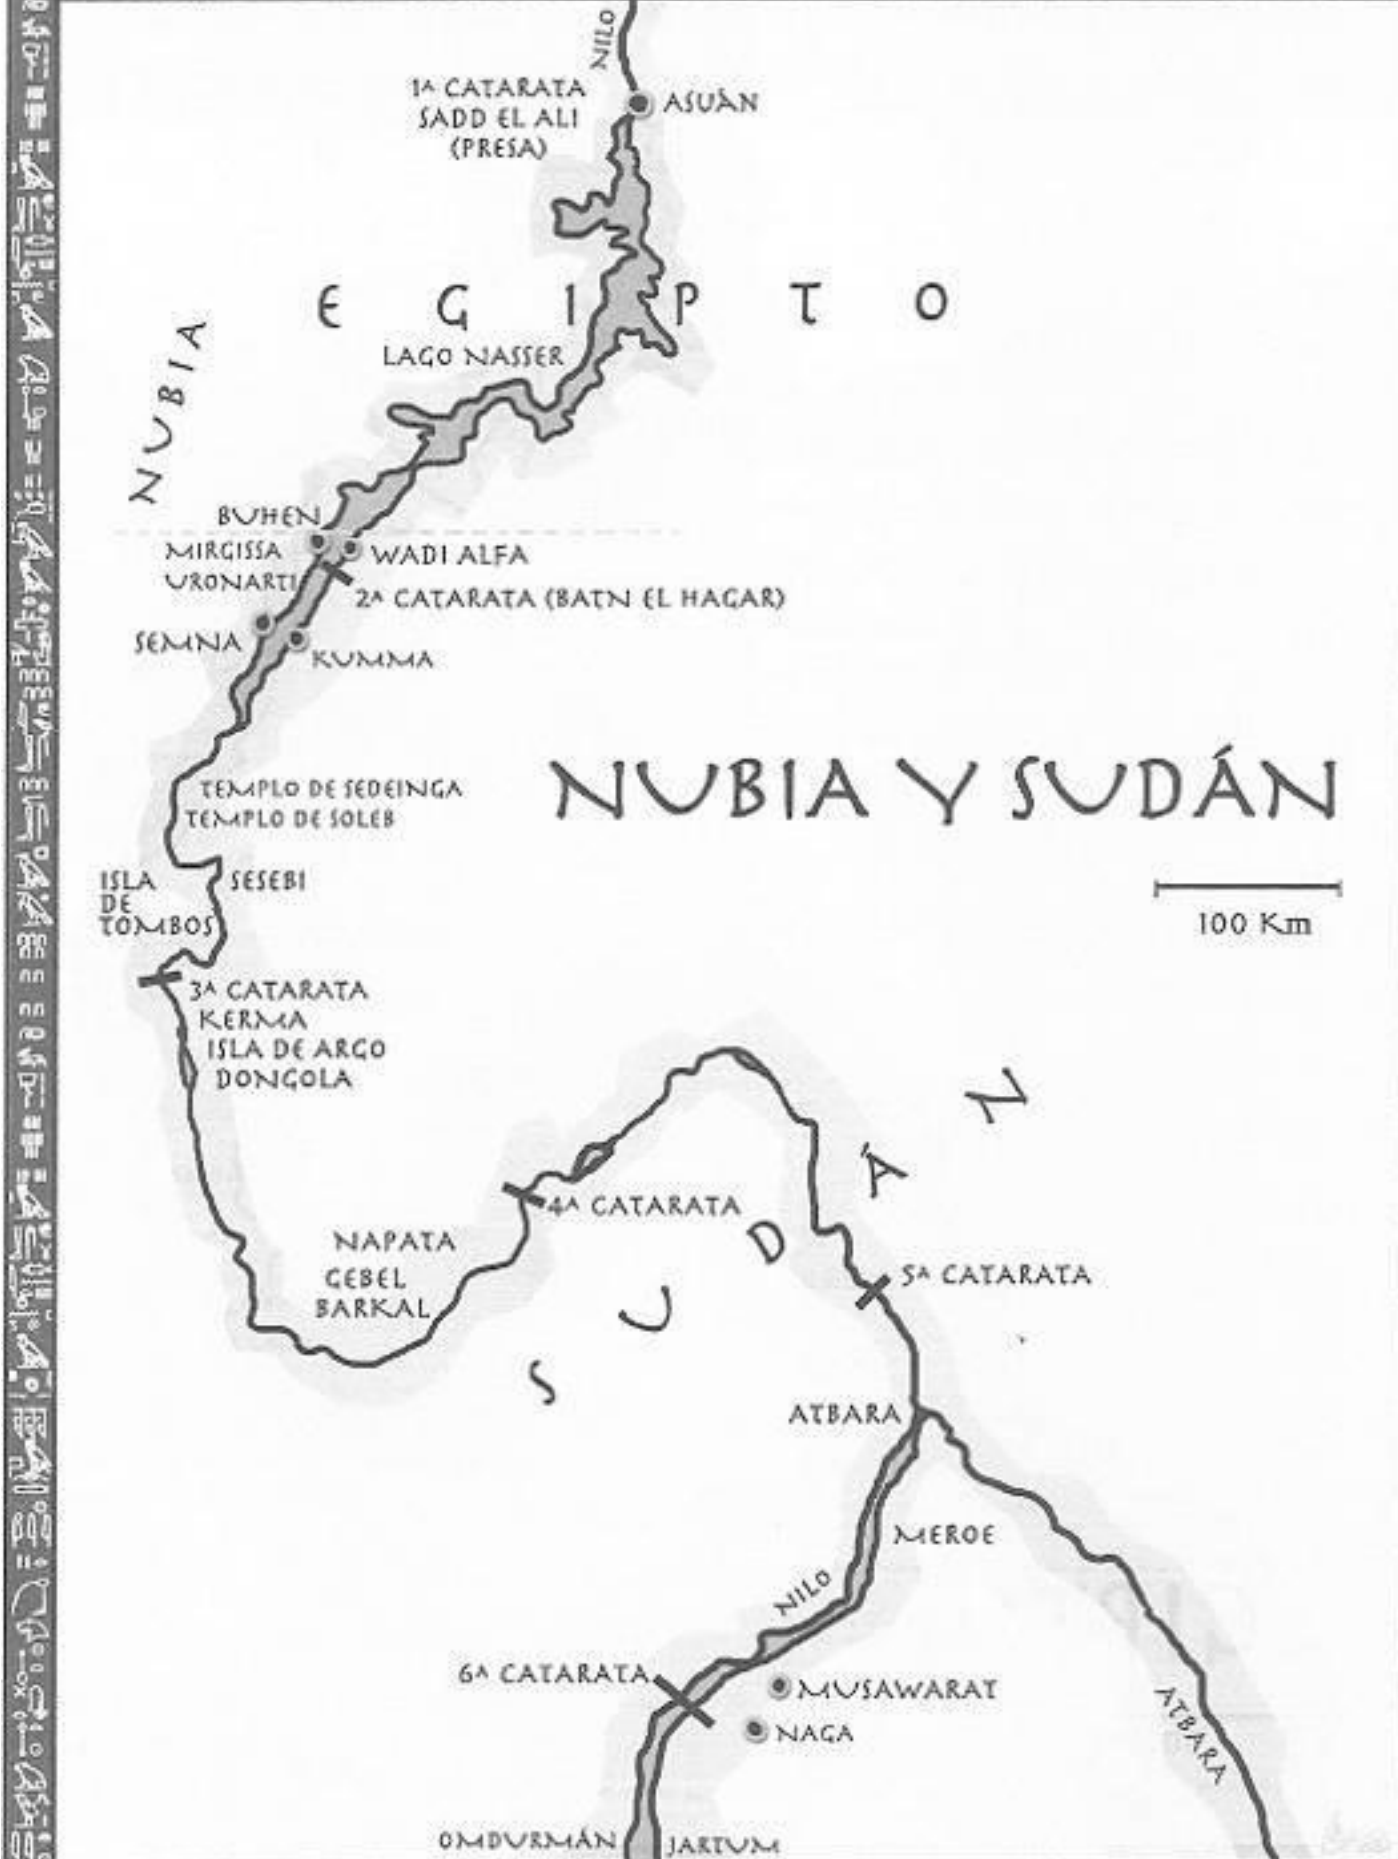 NILO
1ª CATARATA
SADD EL ALI
(PRESA)
ASUÁN
EGIPTO
NUBIA
LAGO NASSER
BUHEN
MIRGISSA
URONARTI
WADI ALFA
2ª CATARATA (BATN EL HAGAR)
SEMNA
KUMMA
TEMPLO DE SEDEINGA
TEMPLO DE SOLEB
NUBIA Y SUDÁN
100 Km
ISLA
DE
TOMBOS
SESEBI
3ª CATARATA
KERMA
ISLA DE ARGO
DONGOLA
SUDÁN
4ª CATARATA
NAPATA
GEBEL
BARKAL
5ª CATARATA
ATBARA
MEROE
NILO
6ª CATARATA
MUSAWARAT
NAGA
ATBARA
OMDURMÁN
JARTUM